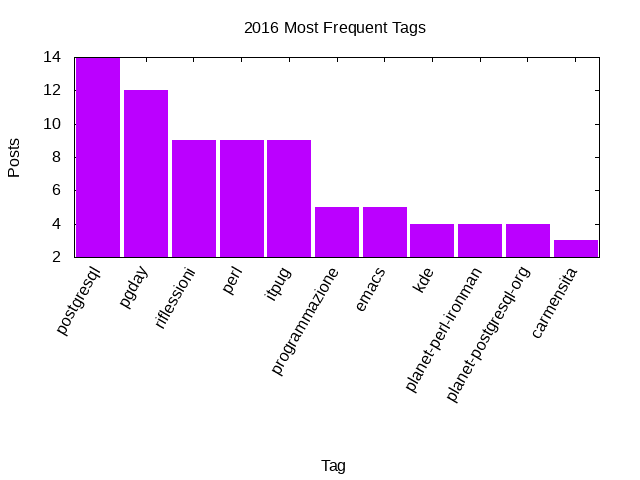 2016 Most Frequent Tags
Posts
14
12
10
8
6
4
2
postgresql
pgday
riflessioni
perl
itpug
programmazione
emacs
kde
planet-perl-ironman
planet-postgresql-org
carmensita
Tag